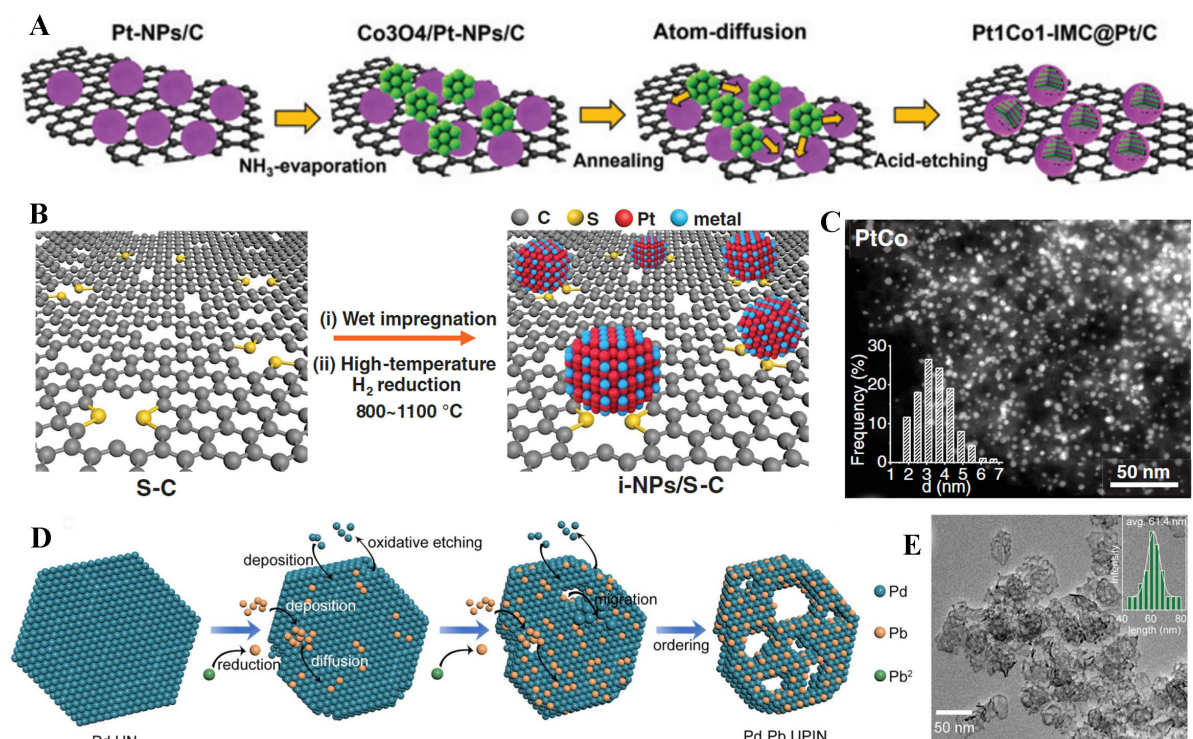 A
Pt-NPs/C
Co3O4/Pt-NPs/C
Atom-diffusion
Pt1Co1-IMC@Pt/C
NH3-evaporation
Annealing
Acid-etching
B
C S Pt metal
(i) Wet impregnation
(ii) High-temperature
H2 reduction
800~1100 °C
S-C
i-NPs/S-C
C
PtCo
Frequency (%)
30
20
10
0
1 2 3 4 5 6 7
d (nm)
50 nm
D
deposition
oxidative etching
deposition
diffusion
reduction
migration
ordering
Pd
Pb
Pb2
Pd Pb UPIN
E
avg. 61.4 nm
Intensity
40 60 80
length (nm)
50 nm